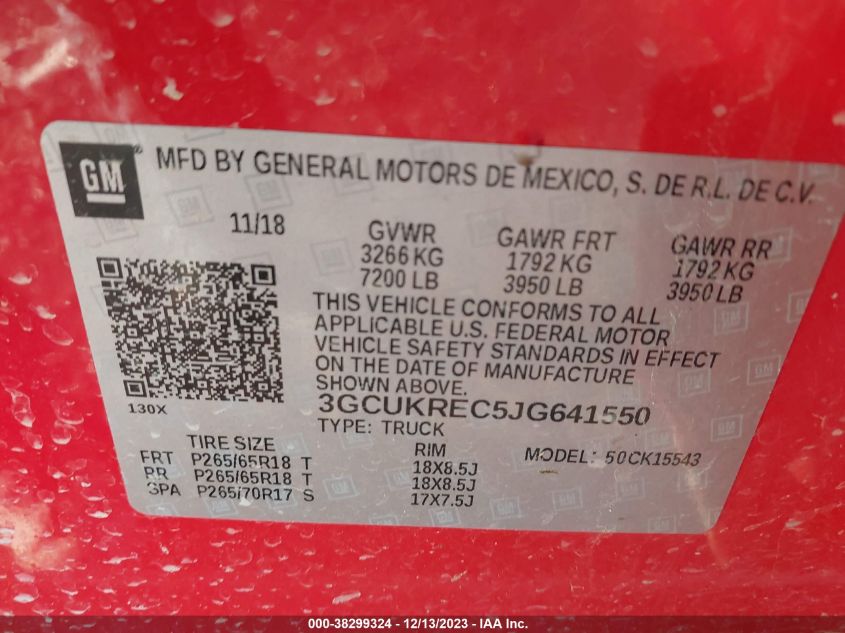 GM
MFD BY GENERAL MOTORS DE MEXICO, S. DE R.L. DE C.V.
11/18
GVWR
3266 KG
7200 LB
GAWR FRT
1792 KG
3950 LB
GAWR RR
1792 KG
3950 LB
THIS VEHICLE CONFORMS TO ALL
APPLICABLE U.S. FEDERAL MOTOR
VEHICLE SAFETY STANDARDS IN EFFECT
ON THE DATE OF MANUFACTURE
SHOWN ABOVE.
130X
3GCUKREC5JG641550
TYPE: TRUCK
MODEL: 50CK15543
TIRE SIZE
RIM
FRT P265/65R18 T 18X8.5J
RR P265/65R18 T 18X8.5J
SPA P265/70R17 S 17X7.5J
000-38299324 - 12/13/2023 - IAA Inc.